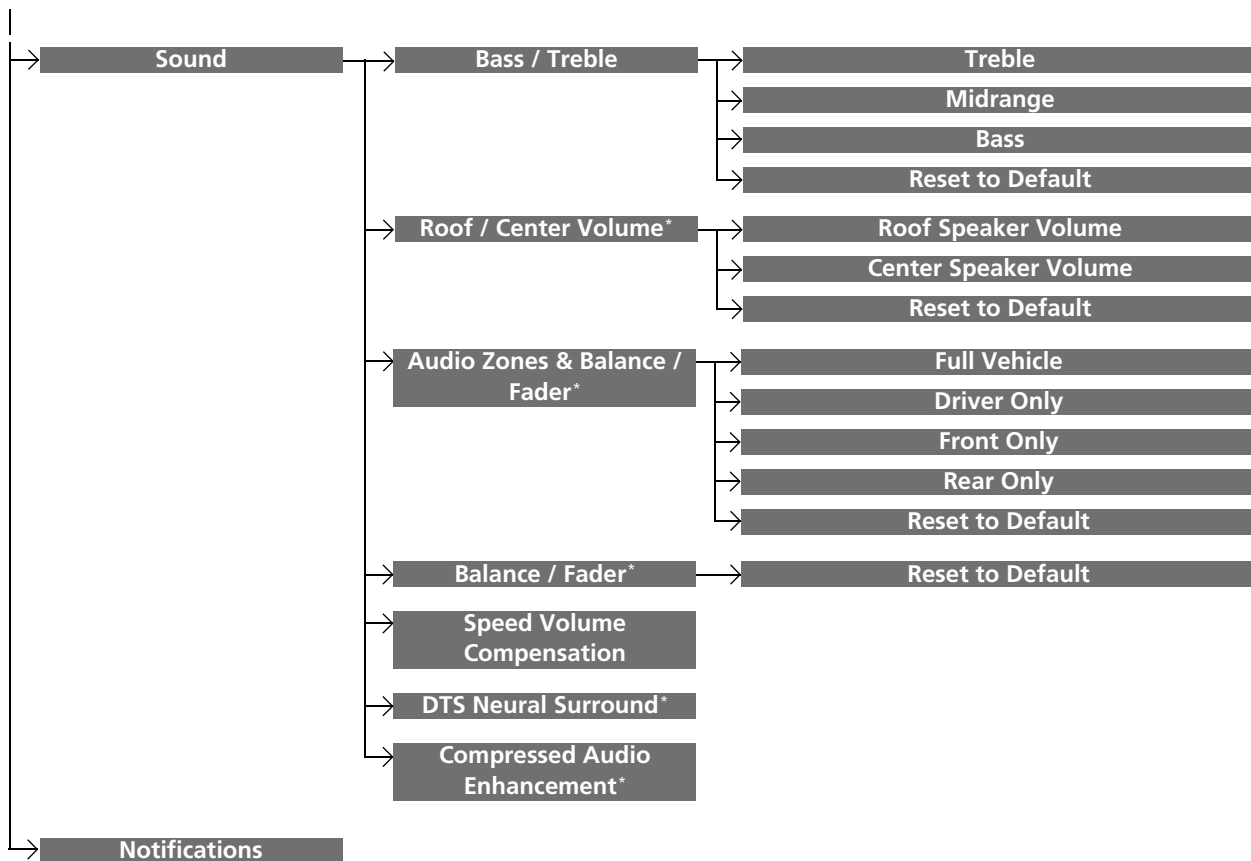 Sound
Bass / Treble
Treble
Midrange
Bass
Reset to Default
Roof / Center Volume*
Roof Speaker Volume
Center Speaker Volume
Reset to Default
Audio Zones & Balance /
Fader*
Full Vehicle
Driver Only
Front Only
Rear Only
Reset to Default
Balance / Fader*
Reset to Default
Speed Volume
Compensation
DTS Neural Surround*
Compressed Audio
Enhancement*
Notifications